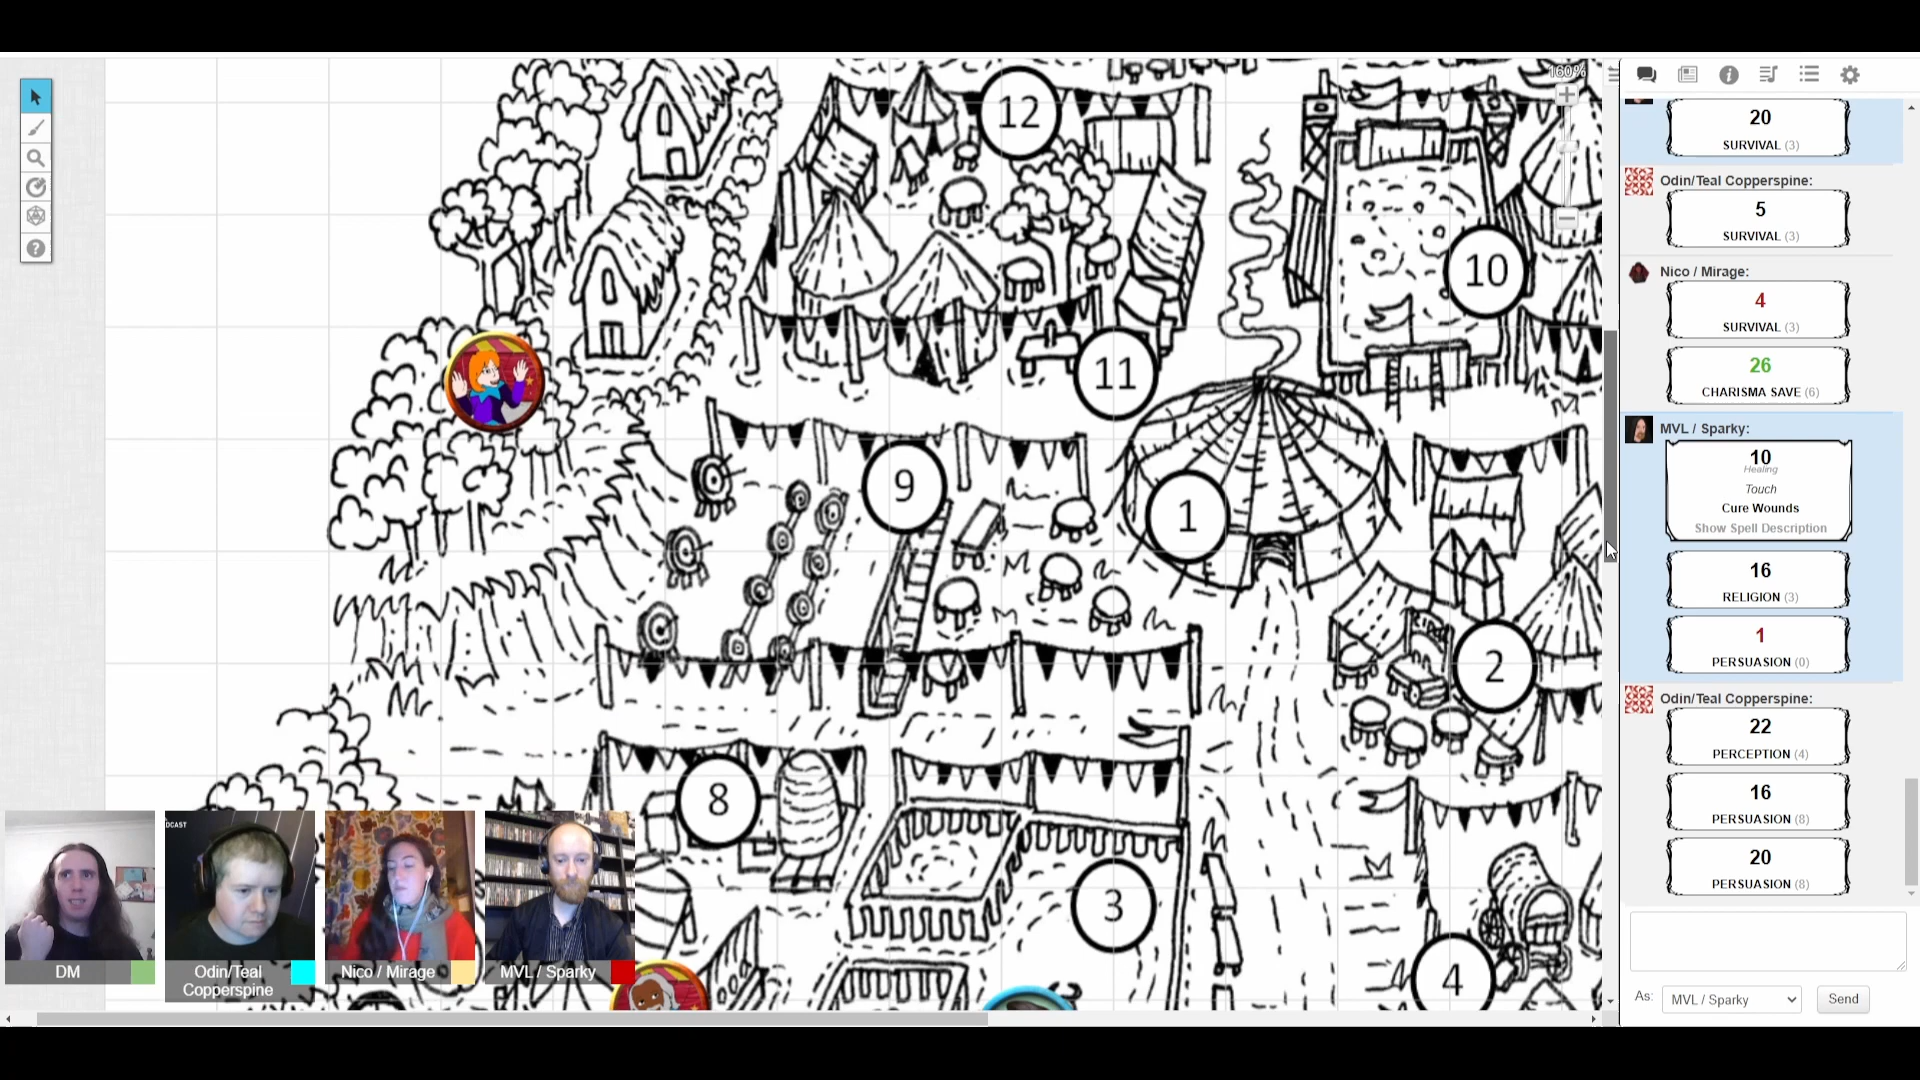 160%
12
10
11
9
1
2
8
3
4
20
SURVIVAL (3)
Odin/Teal Copperspine:
5
SURVIVAL (3)
Nico / Mirage:
4
SURVIVAL (3)
26
CHARISMA SAVE (6)
MVL / Sparky:
10
Healing
Touch
Cure Wounds
Show Spell Description
16
RELIGION (3)
1
PERSUASION (0)
Odin/Teal Copperspine:
22
PERCEPTION (4)
16
PERSUASION (8)
20
PERSUASION (8)
As:
MVL / Sparky
Send
DCAST
DM
Odin/Teal
Copperspine
Nico / Mirage
MVL / Sparky